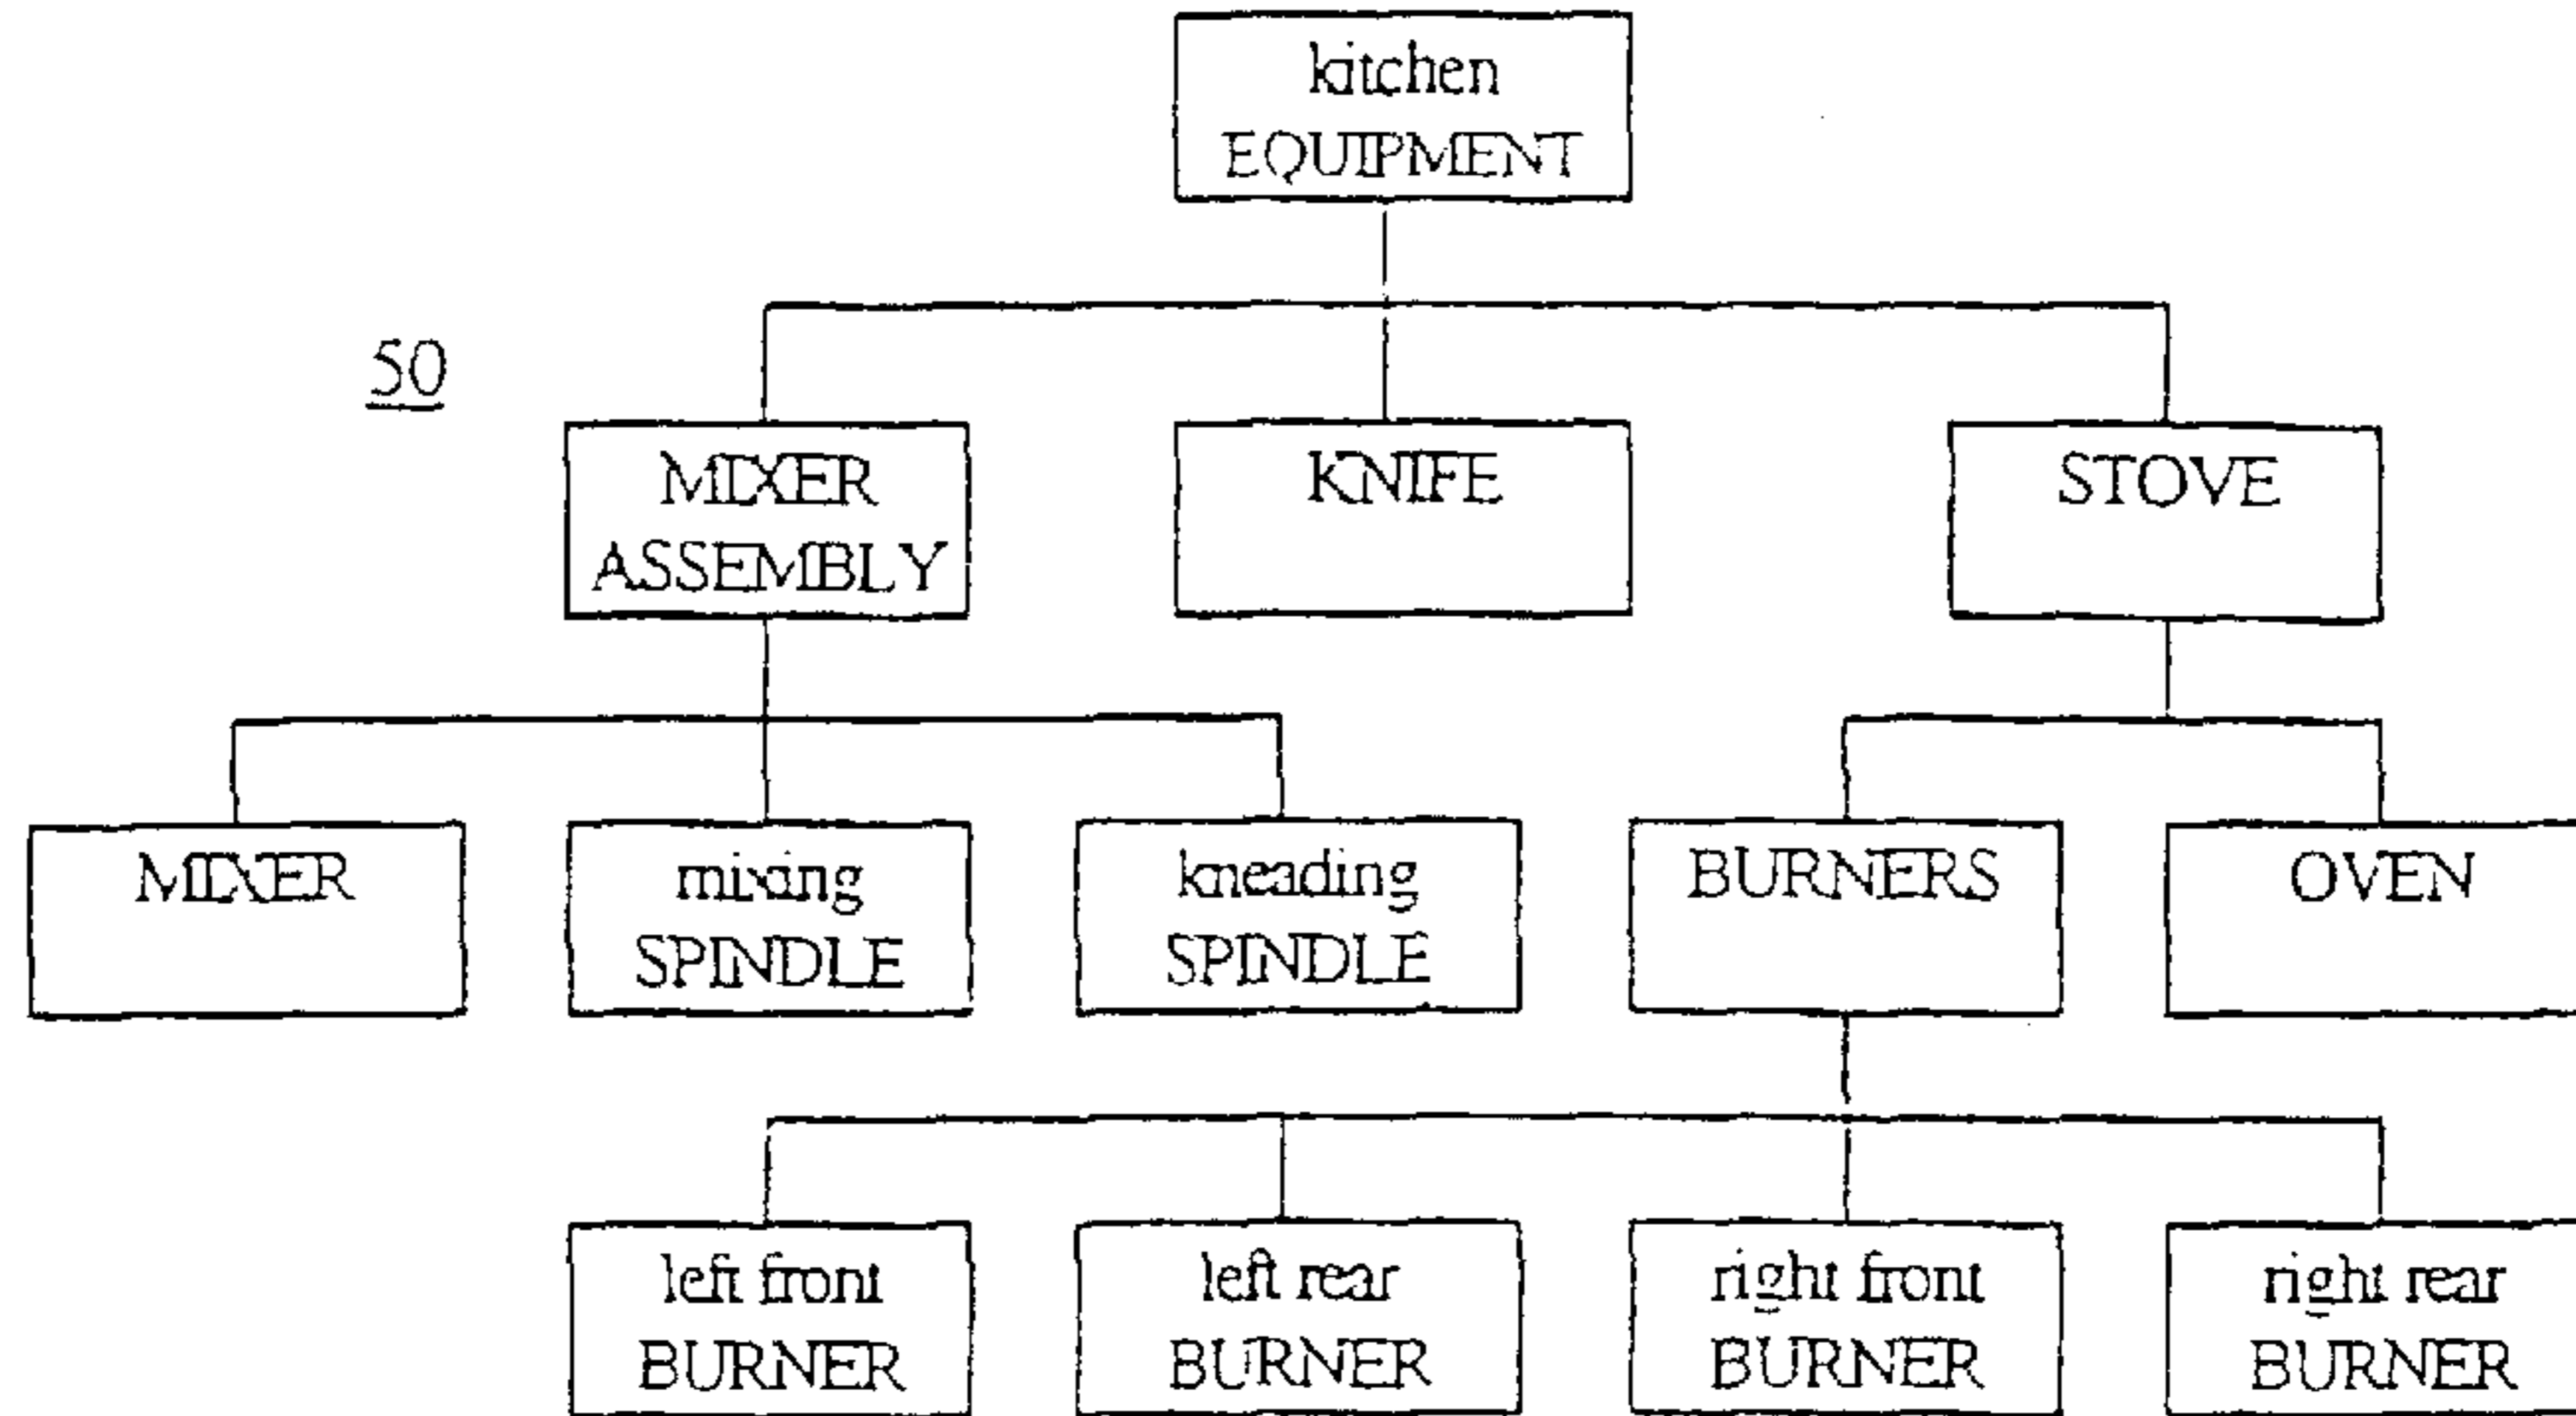 kitchen
EQUIPMENT
50
MIXER
ASSEMBLY
KNIFE
STOVE
MIXER
mixing
SPINDLE
kneading
SPINDLE
BURNERS
OVEN
left front
BURNER
left rear
BURNER
right front
BURNER
right rear
BURNER